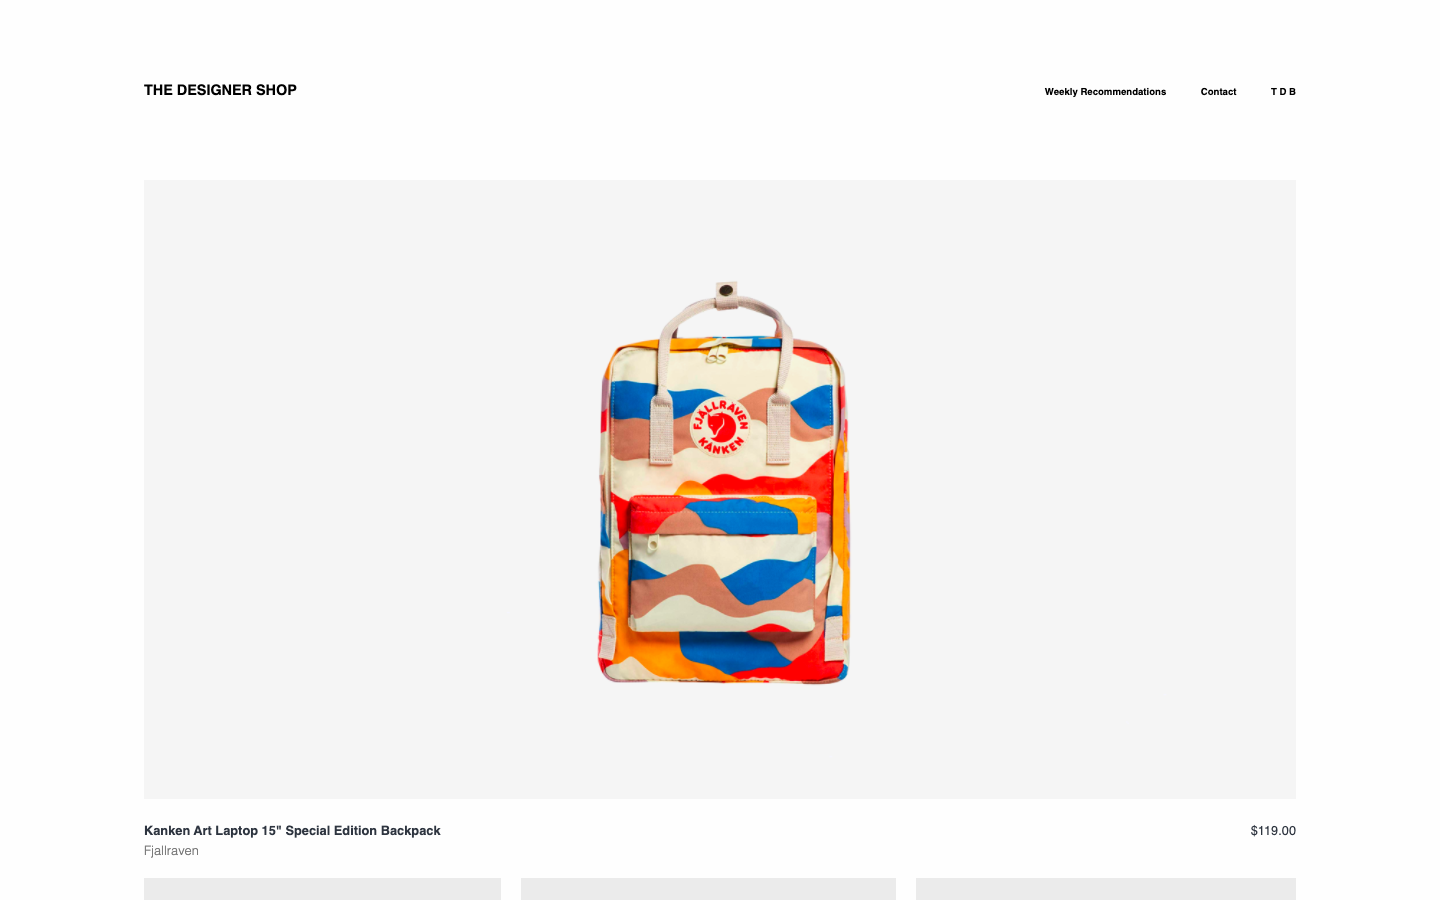 THE DESIGNER SHOP
Weekly Recommendations
Contact
T D B
FJÄLLRÄVEN
KÅNKEN
Kanken Art Laptop 15" Special Edition Backpack
$119.00
Fjallraven